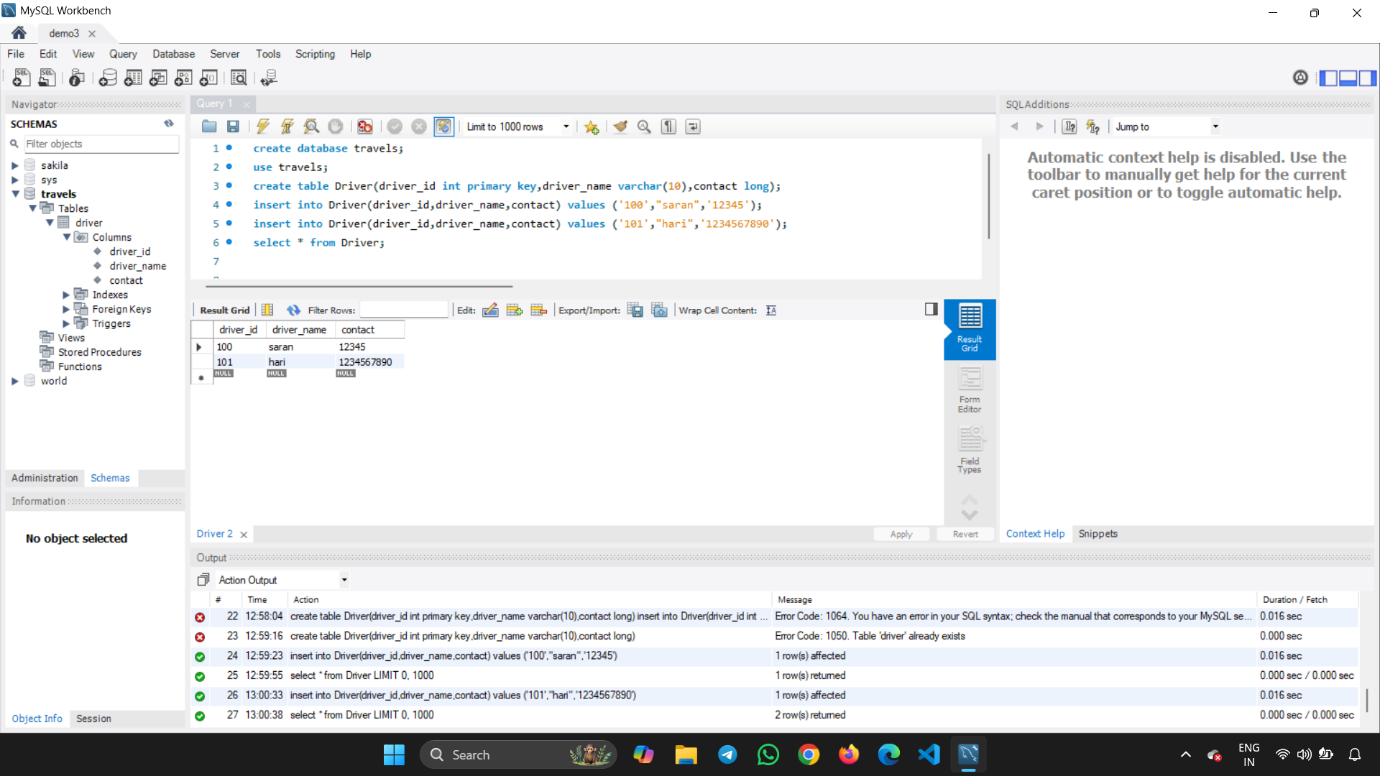 MySQL Workbench
demo3
File Edit View Query Database Server Tools Scripting Help
Navigator
SCHEMAS
Filter objects
sakila
sys
travels
Tables
driver
Columns
driver_id
driver_name
contact
Indexes
Foreign Keys
Triggers
Views
Stored Procedures
Functions
world
Administration Schemas
Information
No object selected
Object Info Session
Query 1
Limit to 1000 rows
1 create database travels;
2 use travels;
3 create table Driver(driver_id int primary key,driver_name varchar(10),contact long);
4 insert into Driver(driver_id,driver_name,contact) values ('100',"saran",'12345');
5 insert into Driver(driver_id,driver_name,contact) values ('101',"hari",'1234567890');
6 select * from Driver;
7
Result Grid Filter Rows: Edit: Export/Import: Wrap Cell Content:
driver_id driver_name contact
100 saran 12345
101 hari 1234567890
NULL NULL NULL
Result Grid
Form Editor
Field Types
Driver 2 Apply Revert
SQLAdditions
Jump to
Automatic context help is disabled. Use the
toolbar to manually get help for the current
caret position or to toggle automatic help.
Context Help Snippets
Output
Action Output
# Time Action Message Duration / Fetch
22 12:58:04 create table Driver(driver_id int primary key,driver_name varchar(10),contact long) insert into Driver(driver_id int ... Error Code: 1064. You have an error in your SQL syntax; check the manual that corresponds to your MySQL se... 0.016 sec
23 12:59:16 create table Driver(driver_id int primary key,driver_name varchar(10),contact long) Error Code: 1050. Table 'driver' already exists 0.000 sec
24 12:59:23 insert into Driver(driver_id,driver_name,contact) values ('100',"saran",'12345') 1 row(s) affected 0.016 sec
25 12:59:55 select * from Driver LIMIT 0, 1000 1 row(s) returned 0.000 sec / 0.000 sec
26 13:00:33 insert into Driver(driver_id,driver_name,contact) values ('101',"hari",'1234567890') 1 row(s) affected 0.016 sec
27 13:00:38 select * from Driver LIMIT 0, 1000 2 row(s) returned 0.000 sec / 0.000 sec
Search
ENG
IN